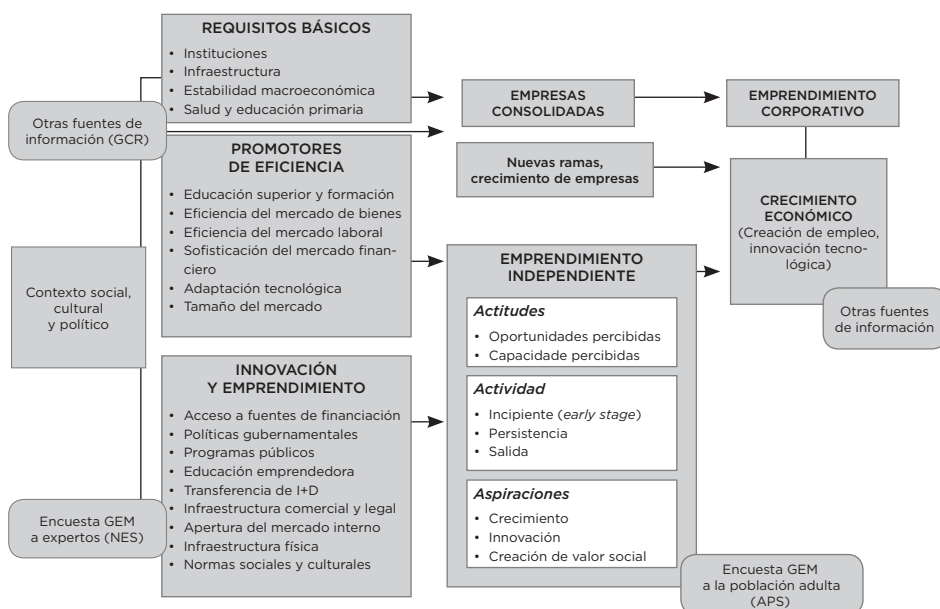 REQUISITOS BÁSICOS
• Instituciones
• Infraestructura
• Estabilidad macroeconómica
• Salud y educación primaria
Otras fuentes de
información (GCR)
PROMOTORES
DE EFICIENCIA
• Educación superior y formación
• Eficiencia del mercado de bienes
• Eficiencia del mercado laboral
• Sofisticación del mercado finan-
ciero
• Adaptación tecnológica
• Tamaño del mercado
Contexto social,
cultural
y político
INNOVACIÓN
Y EMPRENDIMIENTO
• Acceso a fuentes de financiación
• Políticas gubernamentales
• Programas públicos
• Educación emprendedora
• Transferencia de I+D
• Infraestructura comercial y legal
• Apertura del mercado interno
• Infraestructura física
• Normas sociales y culturales
Encuesta GEM
a expertos (NES)
EMPRESAS
CONSOLIDADAS
EMPRENDIMIENTO
CORPORATIVO
Nuevas ramas,
crecimiento de empresas
CRECIMIENTO
ECONÓMICO
(Creación de empleo,
innovación tecno-
lógica)
Otras fuentes
de información
EMPRENDIMIENTO
INDEPENDIENTE
Actitudes
• Oportunidades percibidas
• Capacidade percibidas
Actividad
• Incipiente (early stage)
• Persistencia
• Salida
Aspiraciones
• Crecimiento
• Innovación
• Creación de valor social
Encuesta GEM
a la población adulta
(APS)